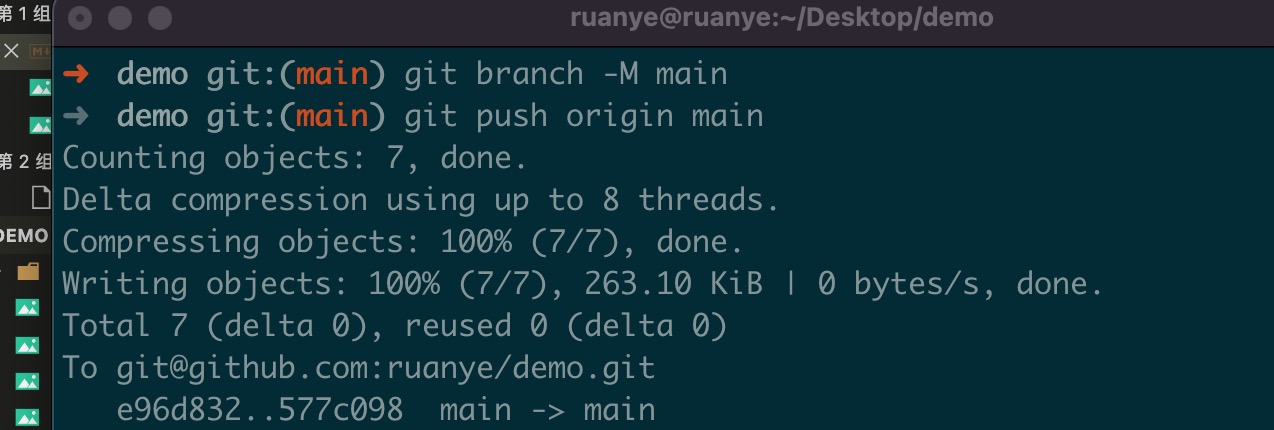 第 1 组
ruanye@ruanye:~/Desktop/demo
M↓
➜ demo git:(main) git branch -M main
➜ demo git:(main) git push origin main
Counting objects: 7, done.
第 2 组
Delta compression using up to 8 threads.
DEMO
Compressing objects: 100% (7/7), done.
Writing objects: 100% (7/7), 263.10 KiB | 0 bytes/s, done.
Total 7 (delta 0), reused 0 (delta 0)
To git@github.com:ruanye/demo.git
e96d832..577c098 main -> main